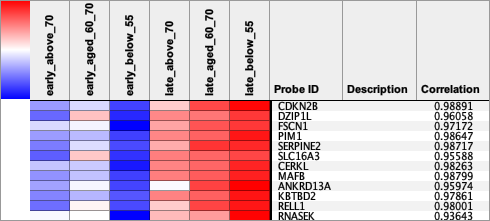 early_above_70
early_aged_60_70
early_below_55
late_above_70
late_aged_60_70
late_below_55
Probe ID Description Correlation
CDKN2B 0.98891
DZIP1L 0.96058
FSCN1 0.97172
PIM1 0.98647
SERPINE2 0.98717
SLC16A3 0.95588
CERKL 0.98263
MAFB 0.98799
ANKRD13A 0.95974
KBTBD2 0.97861
RELL1 0.98001
RNASEK 0.93643